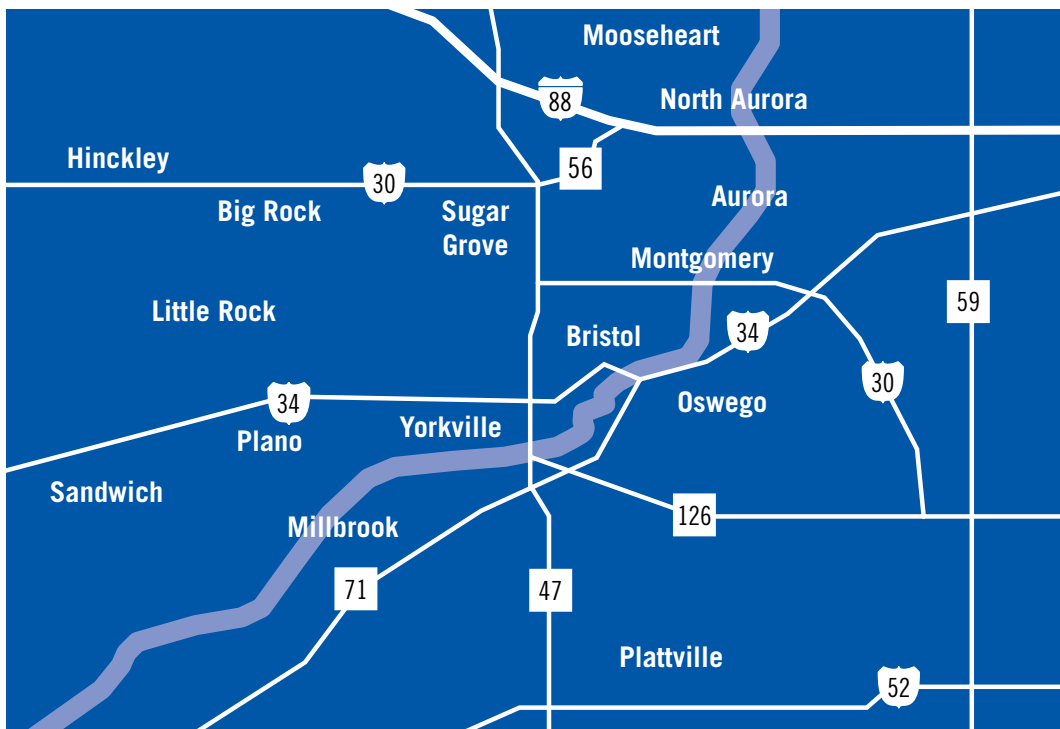 Mooseheart
88
North Aurora
Hinckley
56
30
Big Rock
Sugar
Grove
Aurora
Montgomery
Little Rock
59
Bristol
34
30
34
Oswego
Plano
Yorkville
Sandwich
126
Millbrook
71
47
Plattville
52